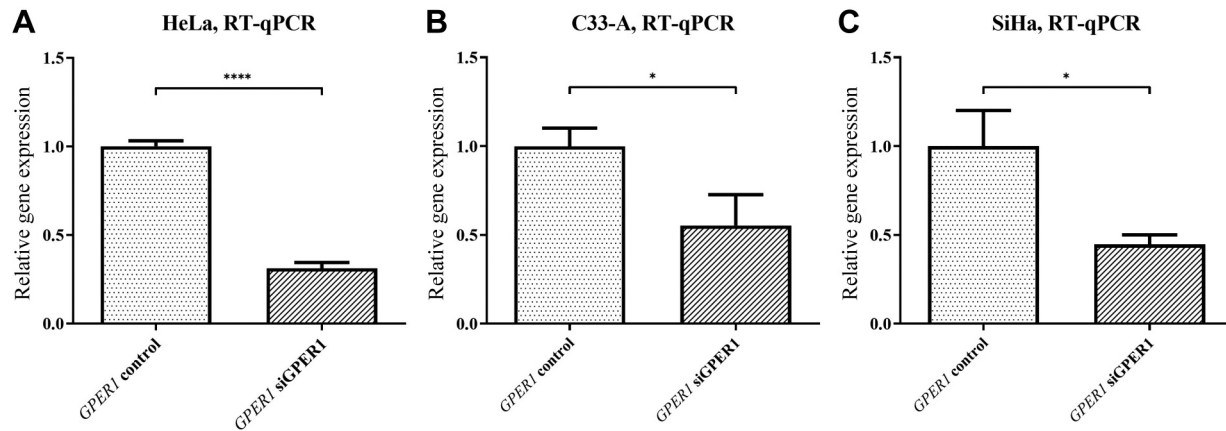 A
HeLa, RT-qPCR
Relative gene expression
1.5
1.0
0.5
0.0
****
GPER1 control
GPER1 siGPER1
B
C33-A, RT-qPCR
Relative gene expression
1.5
1.0
0.5
0.0
*
GPER1 control
GPER1 siGPER1
C
SiHa, RT-qPCR
Relative gene expression
1.5
1.0
0.5
0.0
*
GPER1 control
GPER1 siGPER1